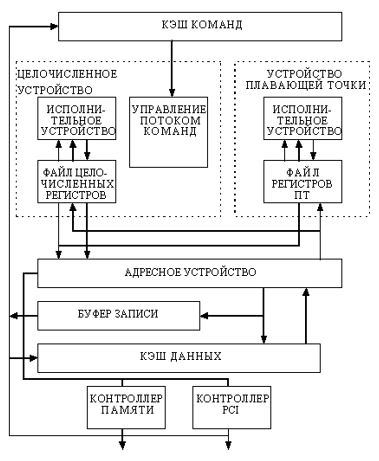 КЭШ КОМАНД
ЦЕЛОЧИСЛЕННОЕ
УСТРОЙСТВО
УСТРОЙСТВО
ПЛАВАЮЩЕЙ ТОЧКИ
ИСПОЛНИ-
ТЕЛЬНОЕ
УСТРОЙСТВО
УПРАВЛЕНИЕ
ПОТОКОМ
КОМАНД
ИСПОЛНИ-
ТЕЛЬНОЕ
УСТРОЙСТВО
ФАЙЛ ЦЕЛО-
ЧИСЛЕННЫХ
РЕГИСТРОВ
ФАЙЛ
РЕГИСТРОВ
ПТ
АДРЕСНОЕ УСТРОЙСТВО
БУФЕР ЗАПИСИ
КЭШ ДАННЫХ
КОНТРОЛЛЕР
ПАМЯТИ
КОНТРОЛЛЕР
PCI